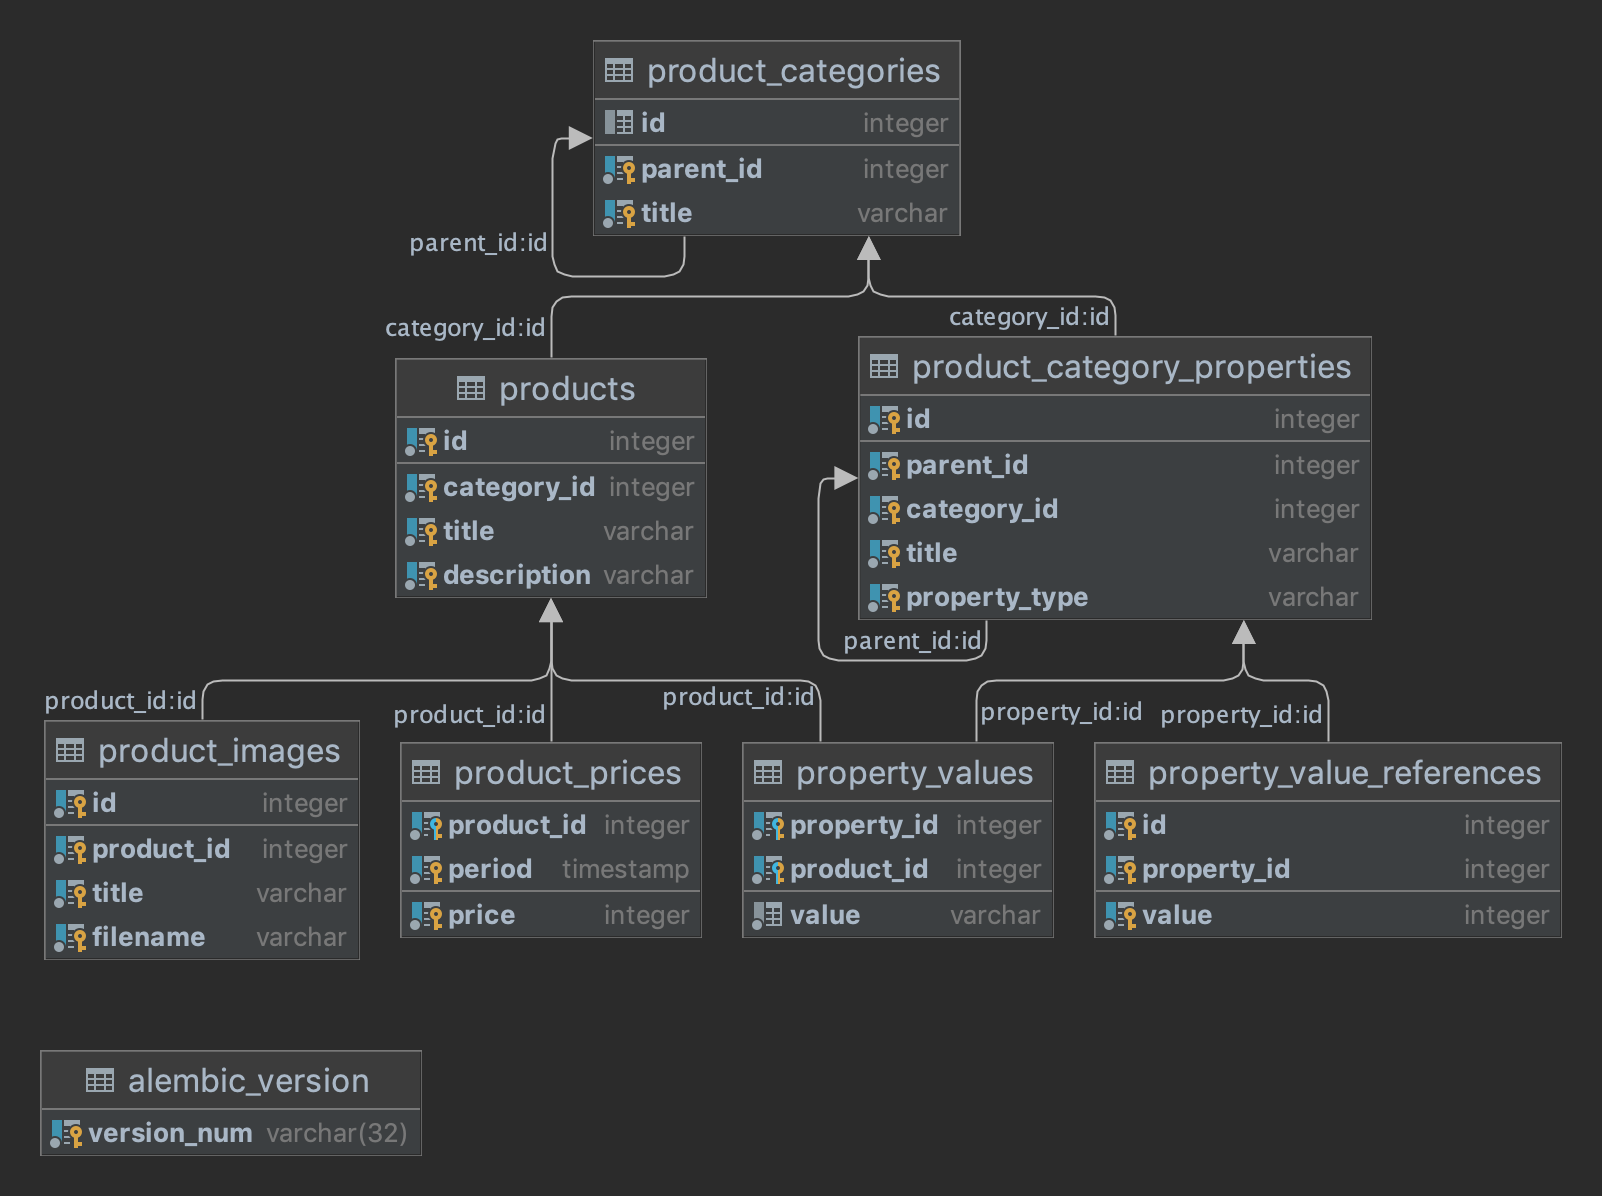 product_categories
id integer
parent_id integer
title varchar
parent_id:id
category_id:id
category_id:id
products
id integer
category_id integer
title varchar
description varchar
product_category_properties
id integer
parent_id integer
category_id integer
title varchar
property_type varchar
parent_id:id
product_id:id
product_id:id
product_id:id
property_id:id
property_id:id
product_images
id integer
product_id integer
title varchar
filename varchar
product_prices
product_id integer
period timestamp
price integer
property_values
property_id integer
product_id integer
value varchar
property_value_references
id integer
property_id integer
value integer
alembic_version
version_num varchar(32)